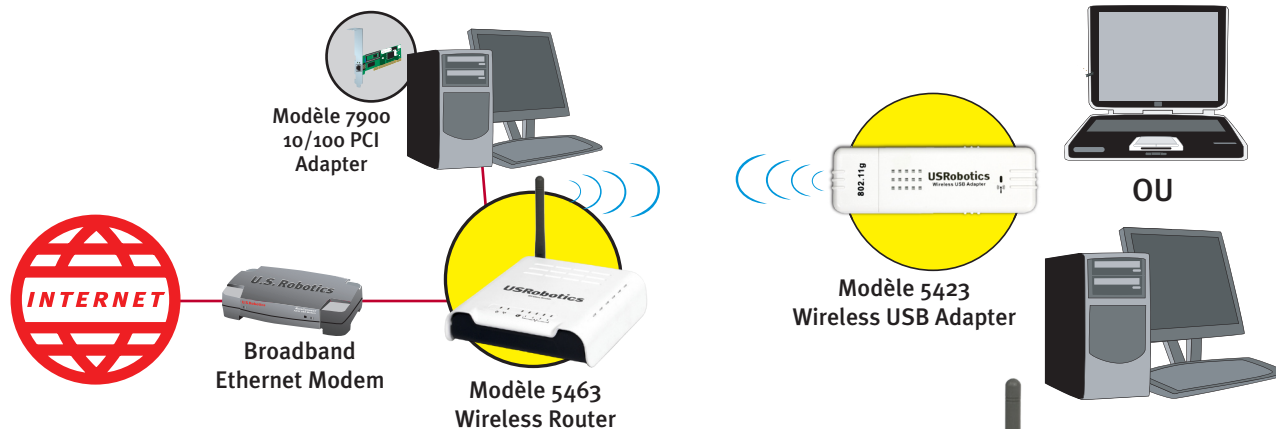 Modèle 7900
10/100 PCI
Adapter
INTERNET
U.S. Robotics
Broadband
Ethernet Modem
USRobotics
Modèle 5463
Wireless Router
802.11g
USRobotics
Wireless USB Adapter
Modèle 5423
Wireless USB Adapter
OU